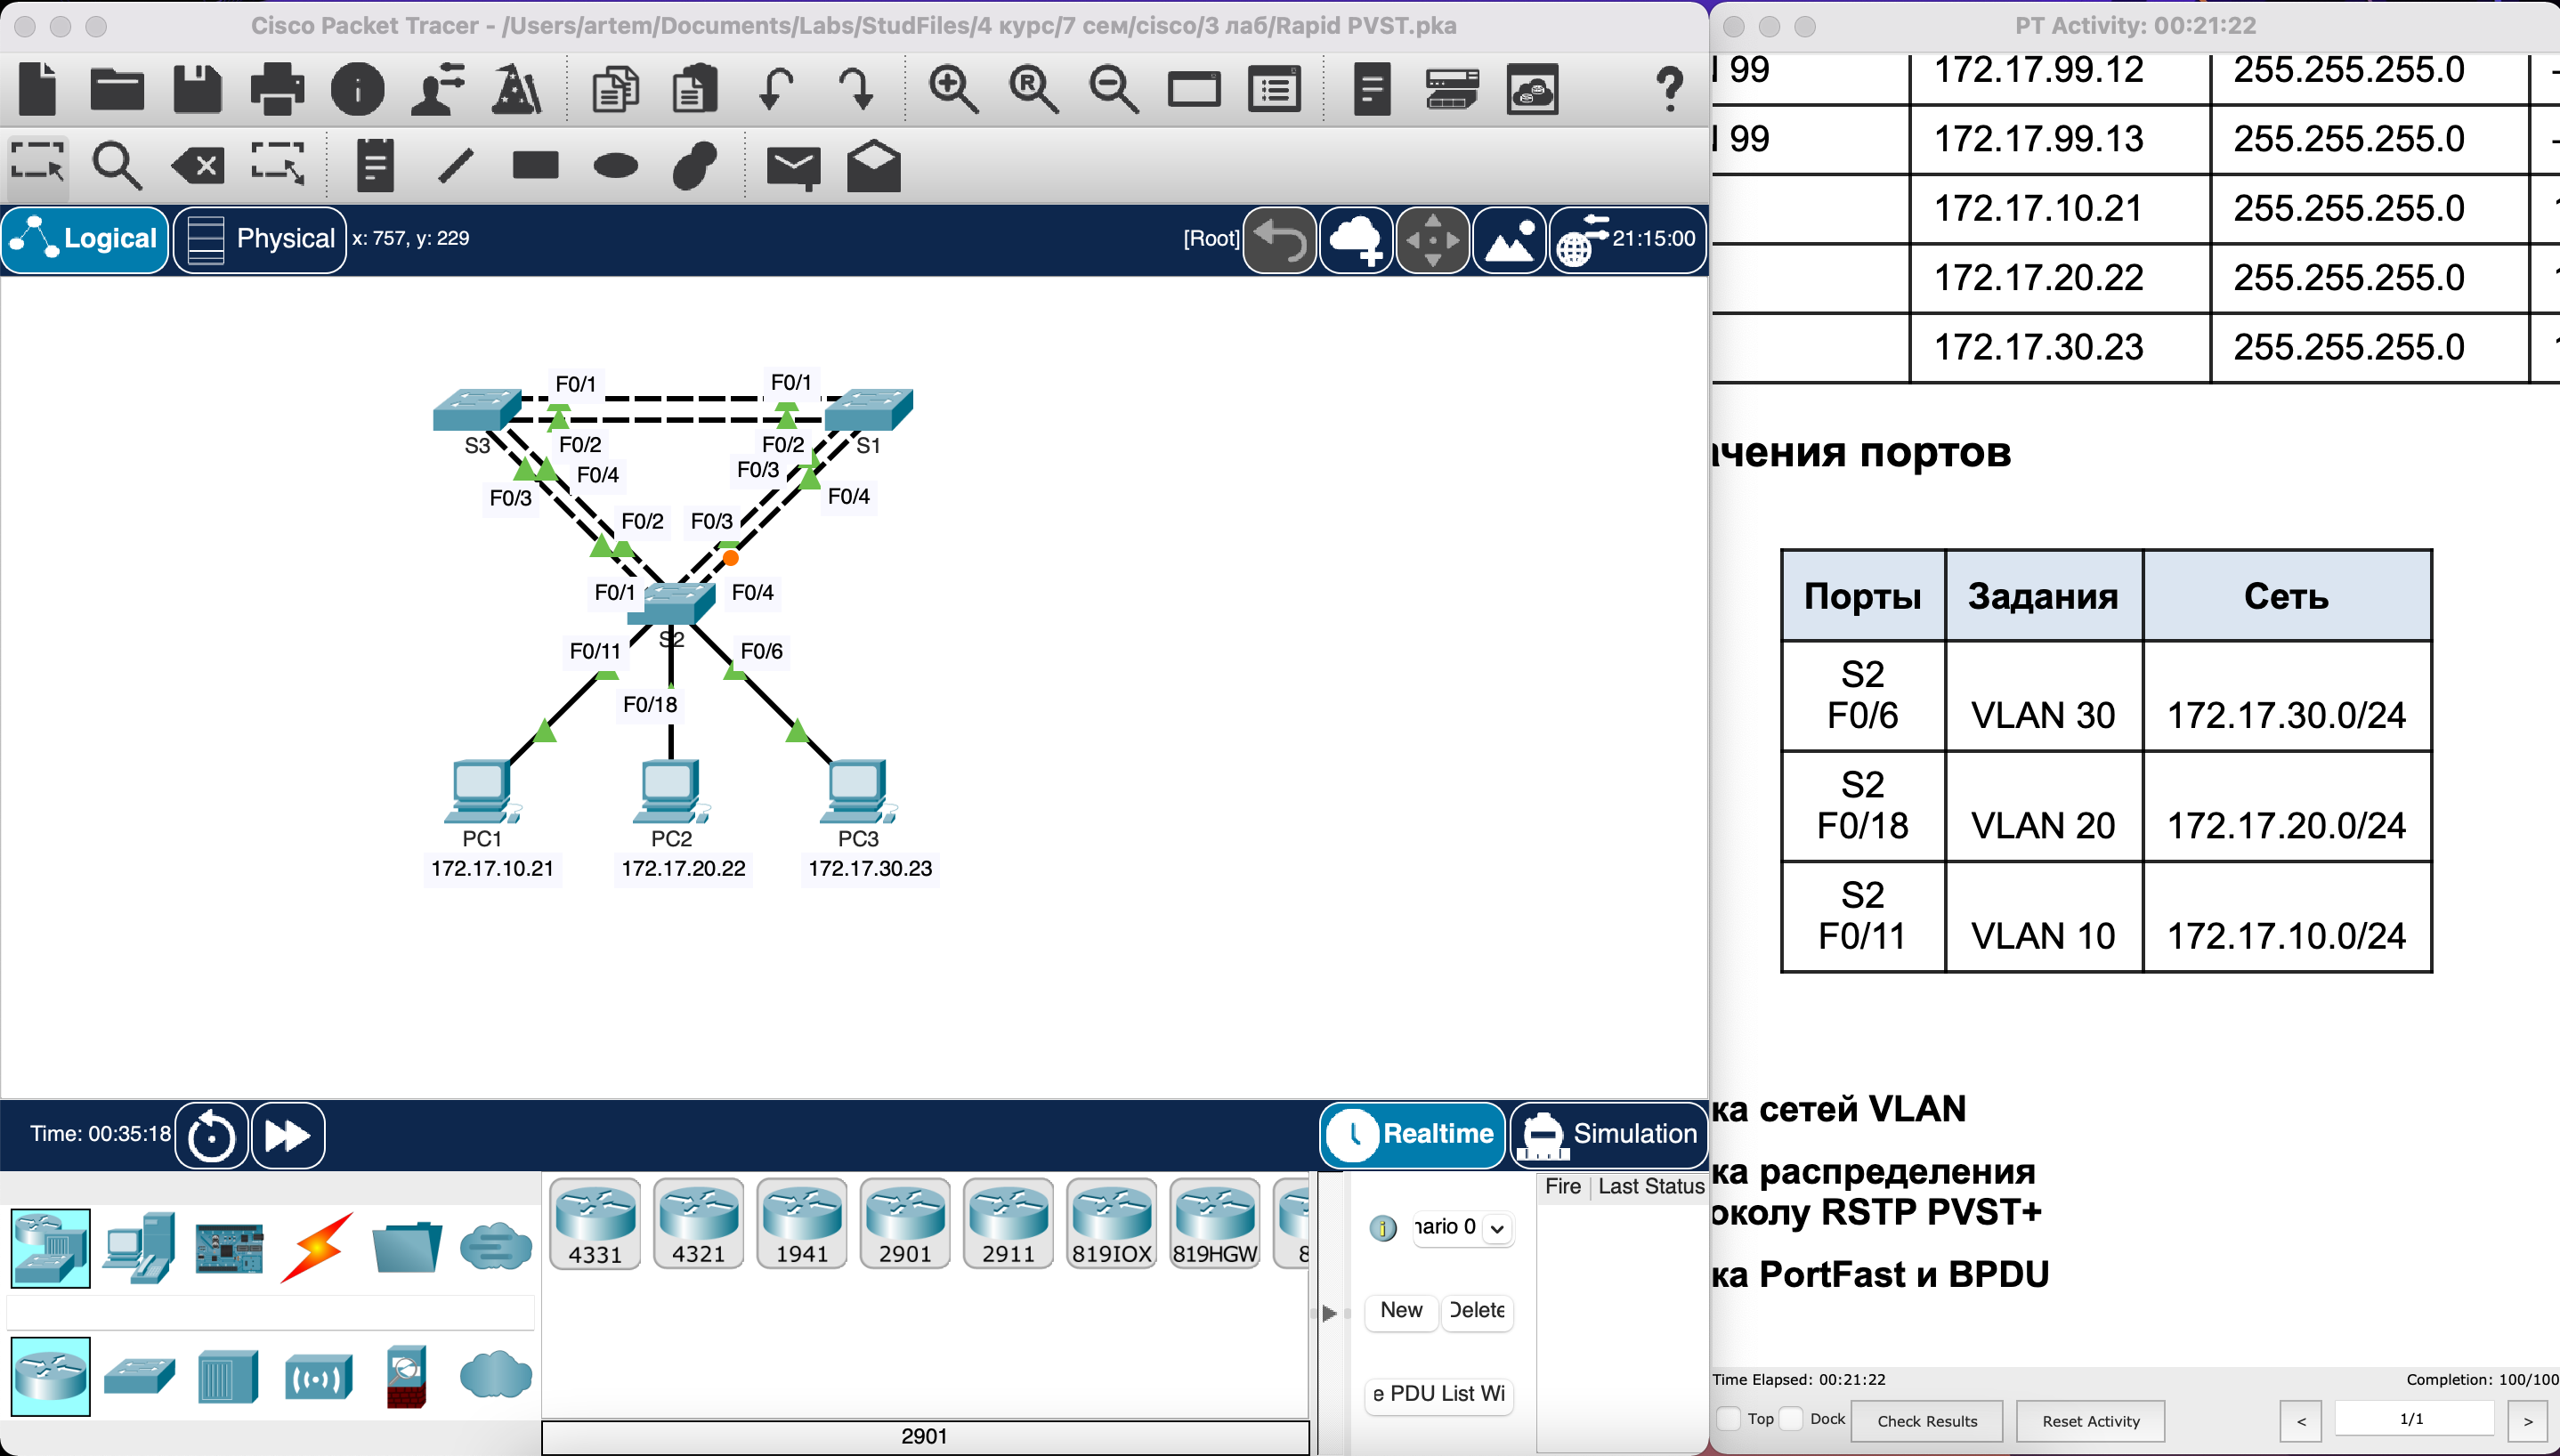 Cisco Packet Tracer - /Users/artem/Documents/Labs/StudFiles/4 курс/7 сем/cisco/3 лаб/Rapid PVST.pka
Logical
Physical
x: 757, y: 229
[Root]
21:15:00
F0/1
F0/1
S3
F0/2
F0/2
S1
F0/4
F0/3
F0/3
F0/4
F0/2
F0/3
F0/1
F0/4
S2
F0/11
F0/6
F0/18
PC1
PC2
PC3
172.17.10.21
172.17.20.22
172.17.30.23
Time: 00:35:18
Realtime
Simulation
4331
4321
1941
2901
2911
819IOX
819HGW
8
2901
nario 0
New
Delete
e PDU List Wi
Fire
Last Status
PT Activity: 00:21:22
99 172.17.99.12 255.255.255.0
99 172.17.99.13 255.255.255.0
172.17.10.21 255.255.255.0
172.17.20.22 255.255.255.0
172.17.30.23 255.255.255.0
чения портов
Порты Задания Сеть
S2
F0/6 VLAN 30 172.17.30.0/24
S2
F0/18 VLAN 20 172.17.20.0/24
S2
F0/11 VLAN 10 172.17.10.0/24
ка сетей VLAN
ка распределения
околу RSTP PVST+
ка PortFast и BPDU
Time Elapsed: 00:21:22
Completion: 100/100
Top
Dock
Check Results
Reset Activity
<
1/1
>